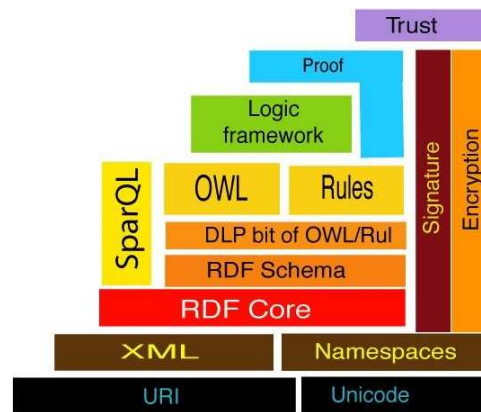 Trust
Proof
Logic
framework
SparQL
OWL
Rules
Signature
Encryption
DLP bit of OWL/Rul
RDF Schema
RDF Core
XML
Namespaces
URI
Unicode